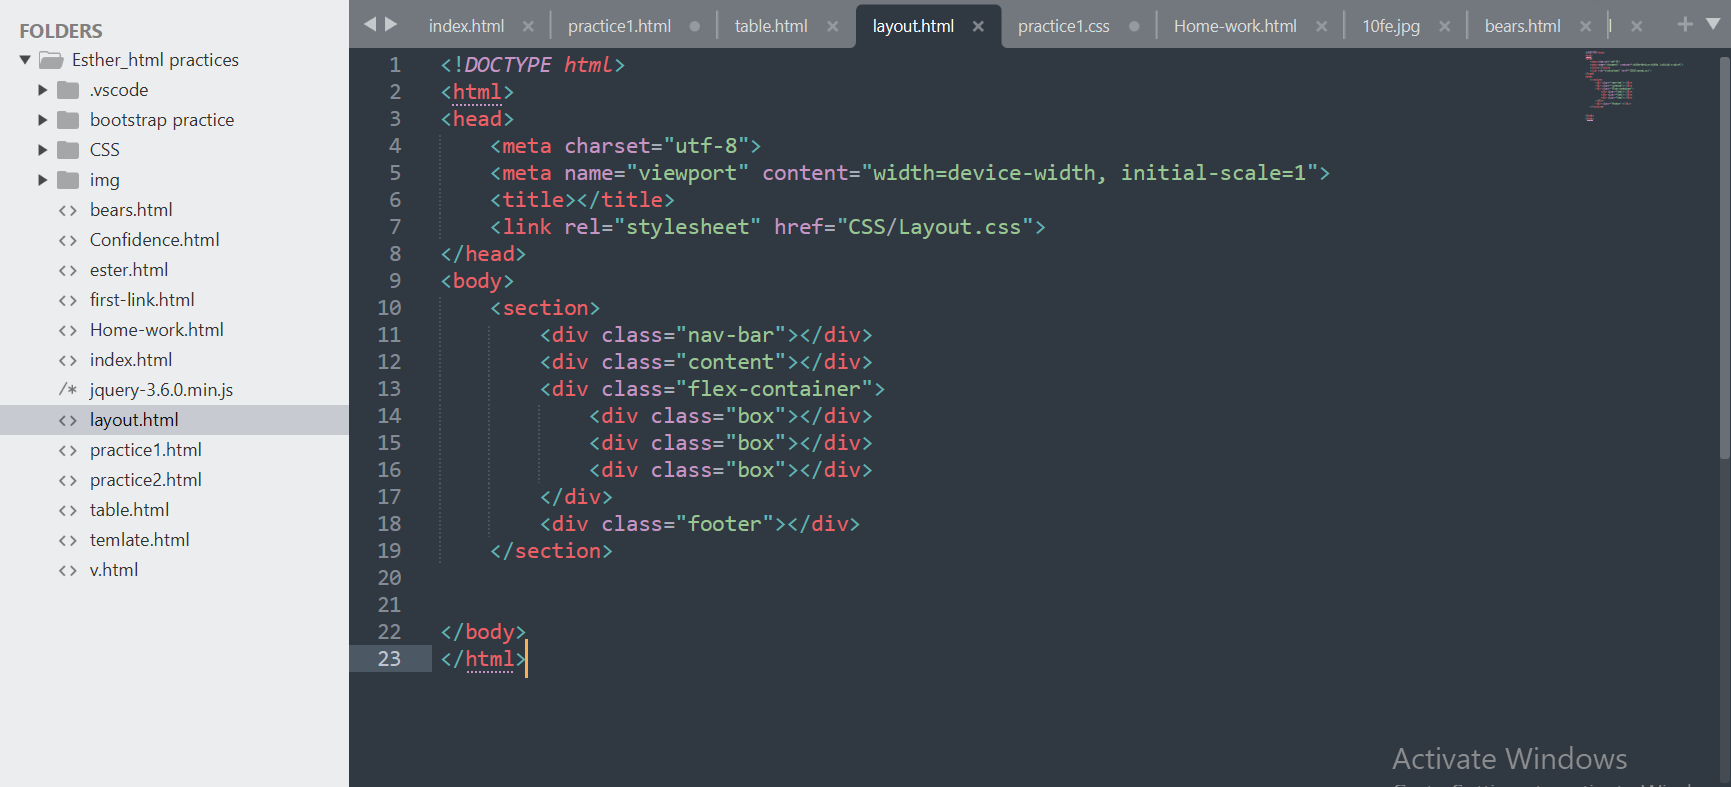 FOLDERS
Esther_html practices
.vscode
bootstrap practice
CSS
img
bears.html
Confidence.html
ester.html
first-link.html
Home-work.html
index.html
/* jquery-3.6.0.min.js
layout.html
practice1.html
practice2.html
table.html
temlate.html
v.html
index.html practice1.html table.html layout.html practice1.css Home-work.html 10fe.jpg bears.html
1 <!DOCTYPE html>
2 <html>
3 <head>
4 <meta charset="utf-8">
5 <meta name="viewport" content="width=device-width, initial-scale=1">
6 <title></title>
7 <link rel="stylesheet" href="CSS/Layout.css">
8 </head>
9 <body>
10 <section>
11 <div class="nav-bar"></div>
12 <div class="content"></div>
13 <div class="flex-container">
14 <div class="box"></div>
15 <div class="box"></div>
16 <div class="box"></div>
17 </div>
18 <div class="footer"></div>
19 </section>
20
21
22 </body>
23 </html>
Activate Windows